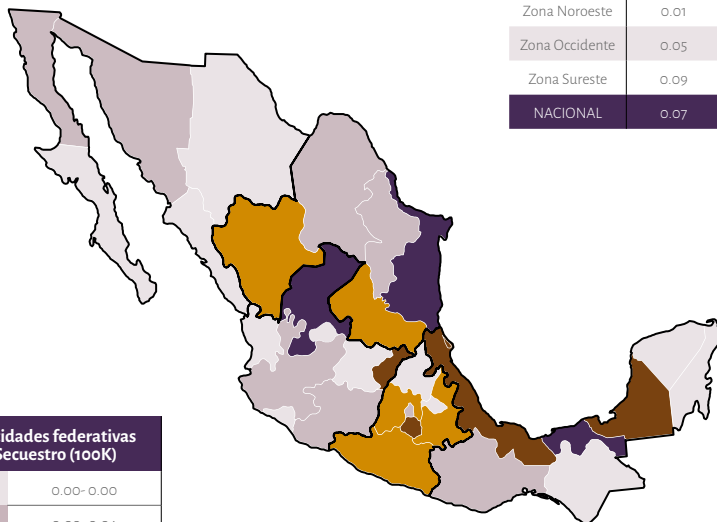 Zona Noroeste 0.01
Zona Occidente 0.05
Zona Sureste 0.09
NACIONAL 0.07
idades federativas
Secuestro (100K)
0.00-0.00